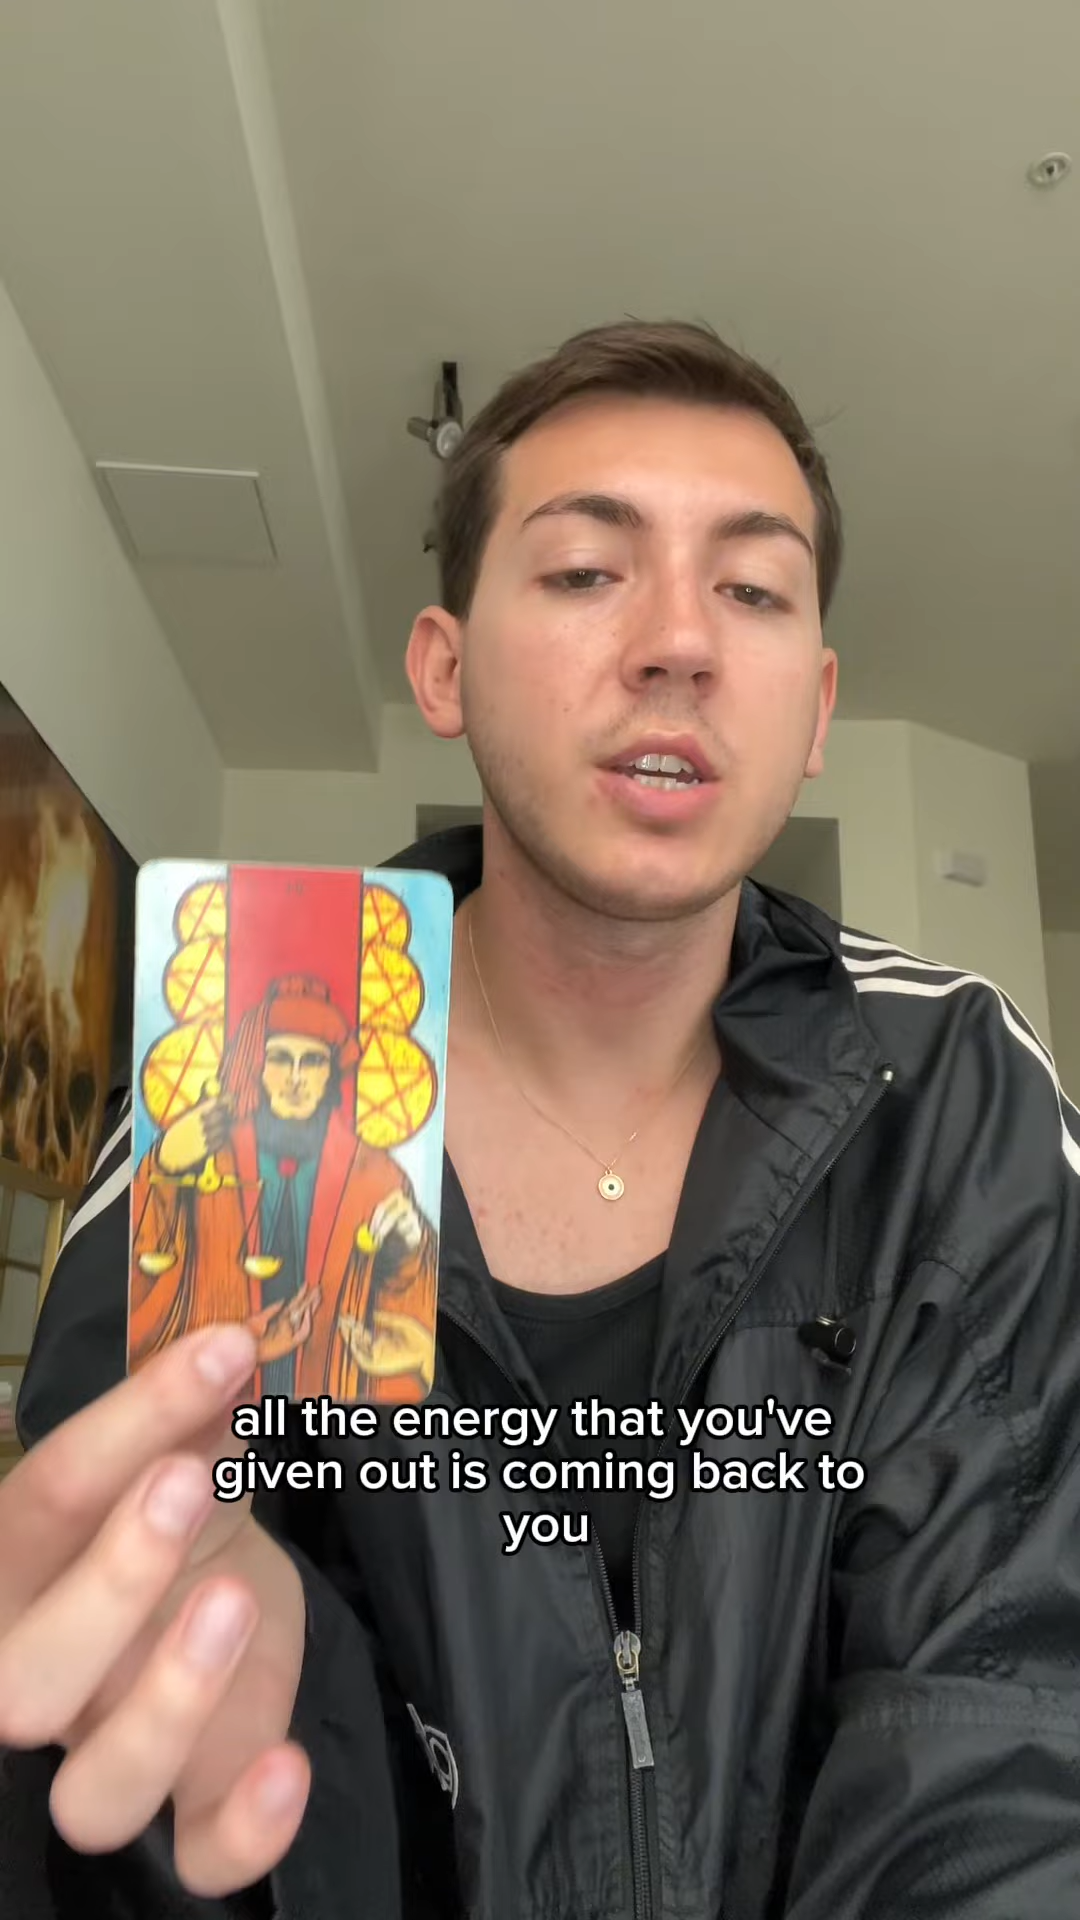 all the energy that you've
given out is coming back to
you